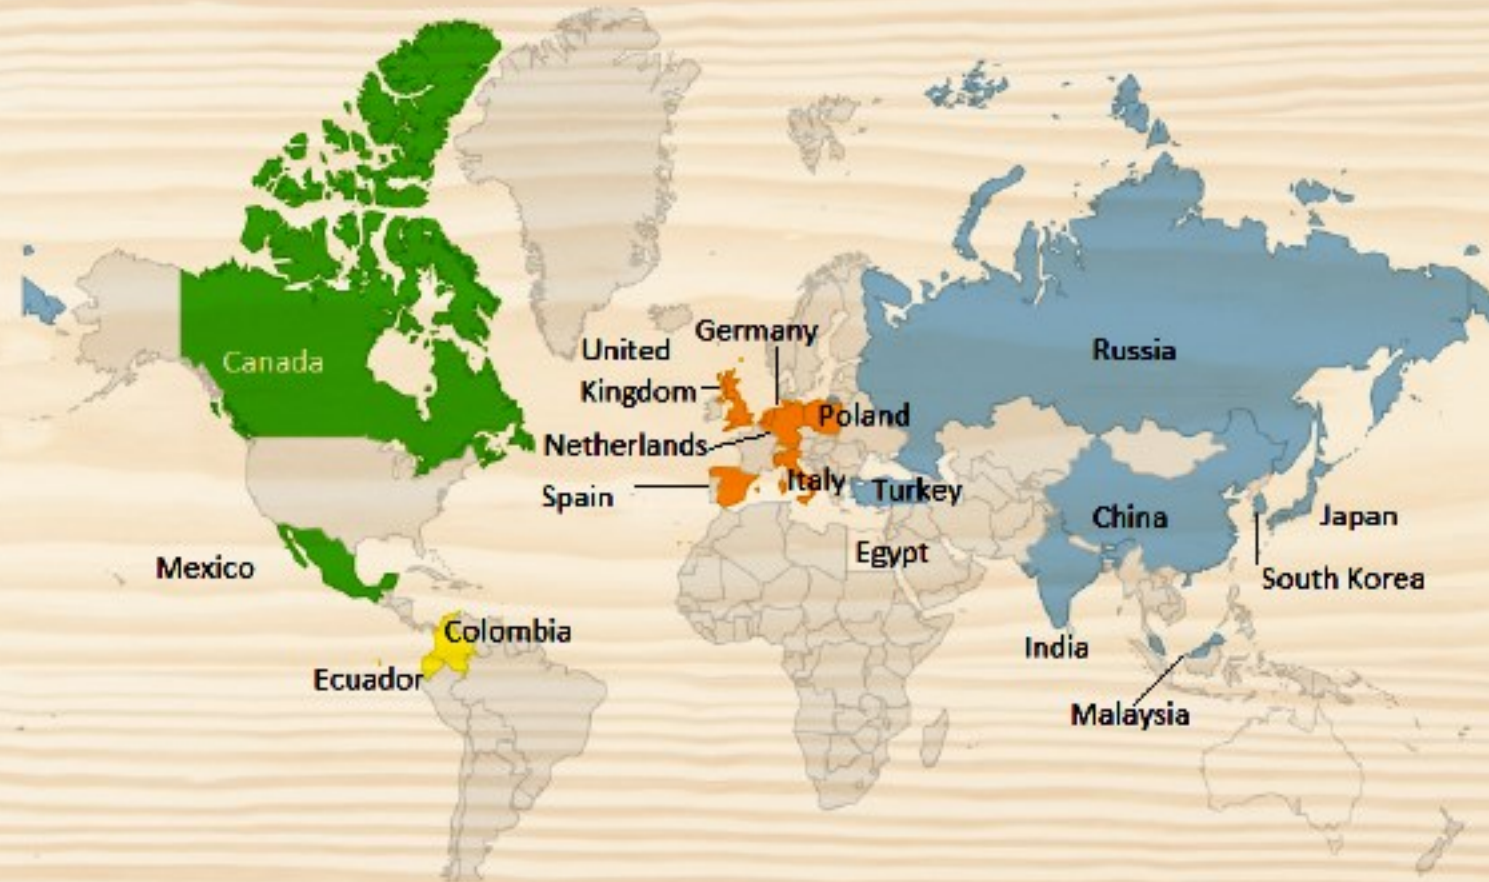 Germany
United
Kingdom
Canada
Russia
Poland
Netherlands
Italy
Turkey
Spain
China
Japan
Egypt
Mexico
South Korea
Colombia
India
Ecuador
Malaysia